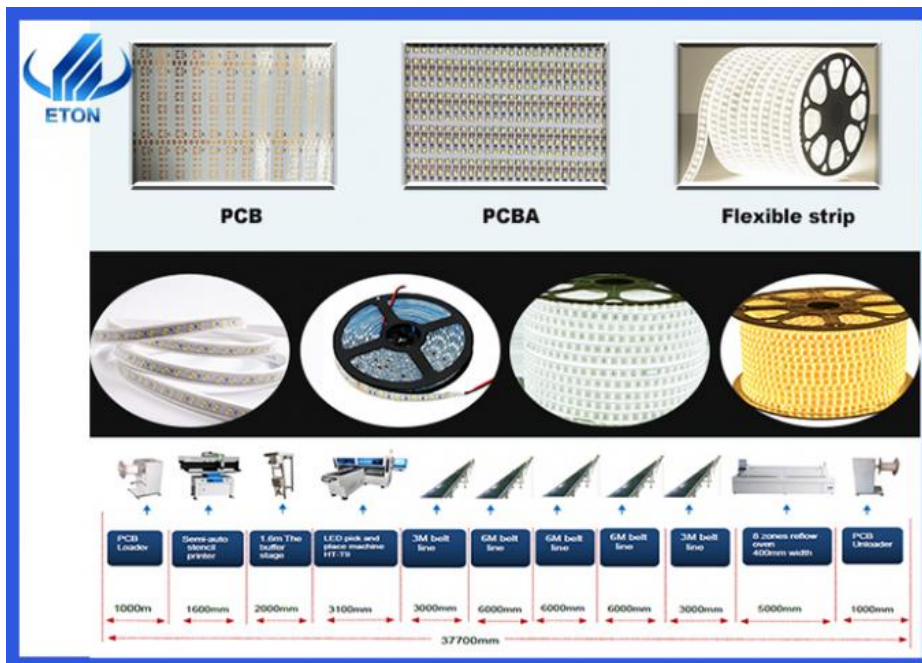 ETON
PCB
PCBA
Flexible strip
PCB
Loader
Semi-auto
stencil
printer
1.6m The
buffer
stage
LED pick and
place machine
HT-T9
3M belt
line
6M belt
line
6M belt
line
6M belt
line
3M belt
line
8 zones reflow
oven
400mm width
PCB
Unloader
1000m
1600mm
2000mm
3100mm
3000mm
6000mm
6000mm
6000mm
3000mm
5000mm
1000mm
37700mm